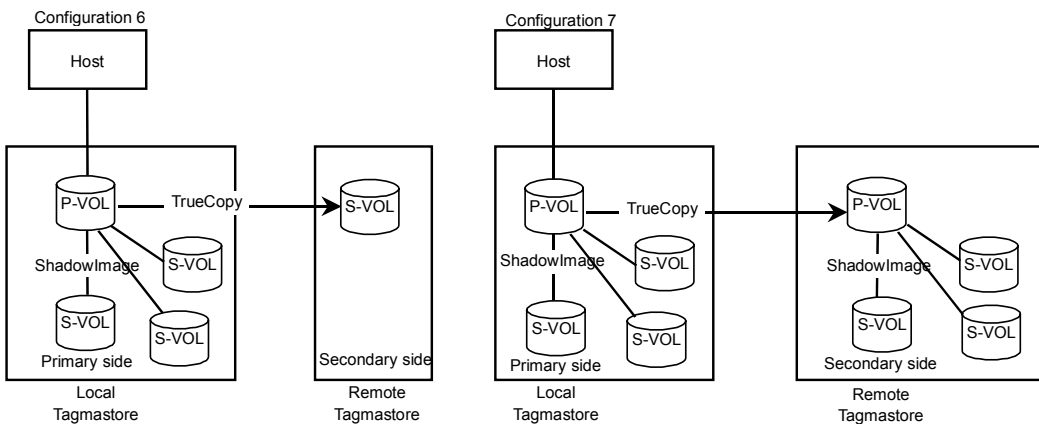 Configuration 6
Host
P-VOL
TrueCopy
S-VOL
ShadowImage
S-VOL
S-VOL
S-VOL
Primary side
Secondary side
Local
Tagmastore
Remote
Tagmastore
Configuration 7
Host
P-VOL
TrueCopy
P-VOL
ShadowImage
S-VOL
S-VOL
S-VOL
Primary side
ShadowImage
S-VOL
S-VOL
S-VOL
Secondary side
Local
Tagmastore
Remote
Tagmastore